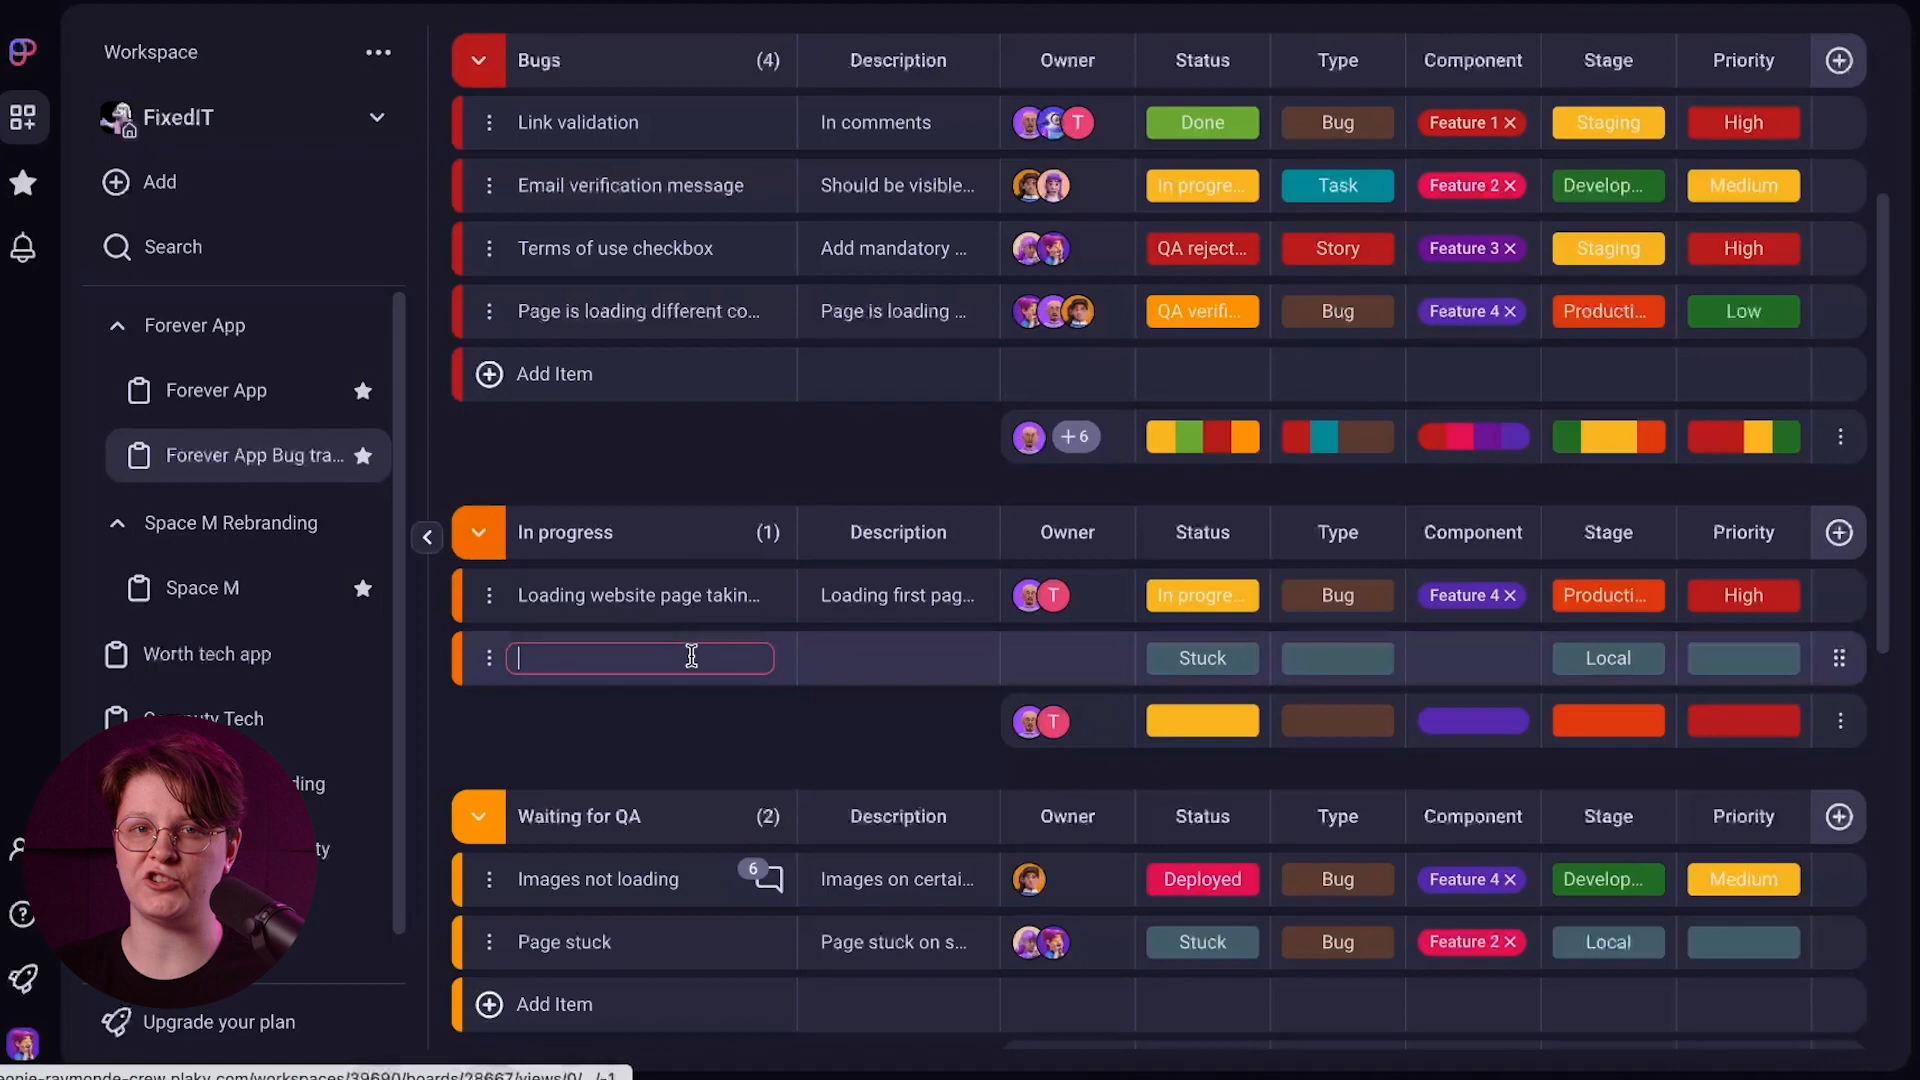 Workspace
FixedIT
Add
Search
Forever App
Forever App
Forever App Bug tra...
Space M Rebranding
Space M
Worth tech app
Tech
ding
ty
Upgrade your plan
Bugs (4) Description Owner Status Type Component Stage Priority
Link validation In comments T Done Bug Feature 1 × Staging High
Email verification message Should be visible... In progre... Task Feature 2 × Develop... Medium
Terms of use checkbox Add mandatory ... QA reject... Story Feature 3 × Staging High
Page is loading different co... Page is loading ... QA verifi... Bug Feature 4 × Producti... Low
Add Item
+6
In progress (1) Description Owner Status Type Component Stage Priority
Loading website page takin... Loading first pag... T In progre... Bug Feature 4 × Producti... High
Stuck Local
T
Waiting for QA (2) Description Owner Status Type Component Stage Priority
Images not loading 6 Images on certai... Deployed Bug Feature 4 × Develop... Medium
Page stuck Page stuck on s... Stuck Bug Feature 2 × Local
Add Item